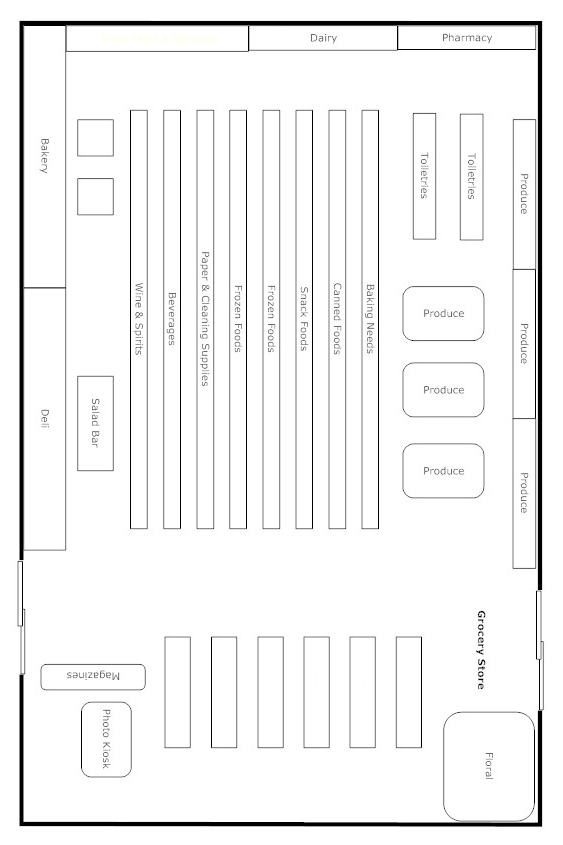 Dairy
Pharmacy
Bakery
Toiletries
Toiletries
Produce
Wine & Spirits
Beverages
Paper & Cleaning Supplies
Frozen Foods
Frozen Foods
Snack Foods
Canned Foods
Baking Needs
Produce
Produce
Produce
Deli
Salad Bar
Produce
Produce
Grocery Store
Magazines
Photo Kiosk
Floral